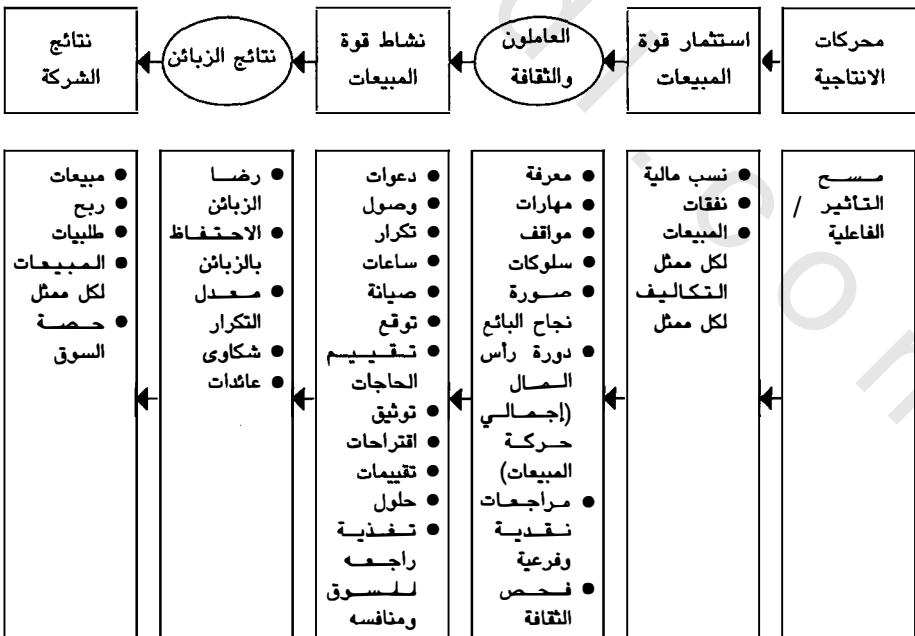 محركات
الانتاجية
استثمار قوة
المبيعات
العاملون
والثقافة
نشاط قوة
المبيعات
نتائج الزبائن
نتائج
الشركة
مسح
التأثير /
الفاعلية
● نسب مالية
● نفقات
● المبيعات
لكل ممثل
التكاليف
لكل ممثل
● معرفة
● مهارات
● مواقف
● سلوكات
● صورة
نجاح البائع
● دورة رأس
المال
(إجمالي
حركة
المبيعات)
● مراجعات
نقدية
وفرعية
● فحص
الثقافة
● دعوات
● وصول
● تكرار
● ساعات
● صيانة
● توقع
● تقييم
الحاجات
● توثيق
● اقتراحات
● تقييمات
● حلول
● تغذية
راجعه
للسوق
ومنافسه
● رضا
الزبائن
● الاحتفاظ
بالزبائن
● معدل
التكرار
● شكاوى
● عائدات
● مبيعات
● ربح
● طلبيات
● المبيعات
لكل ممثل
● حصة
السوق